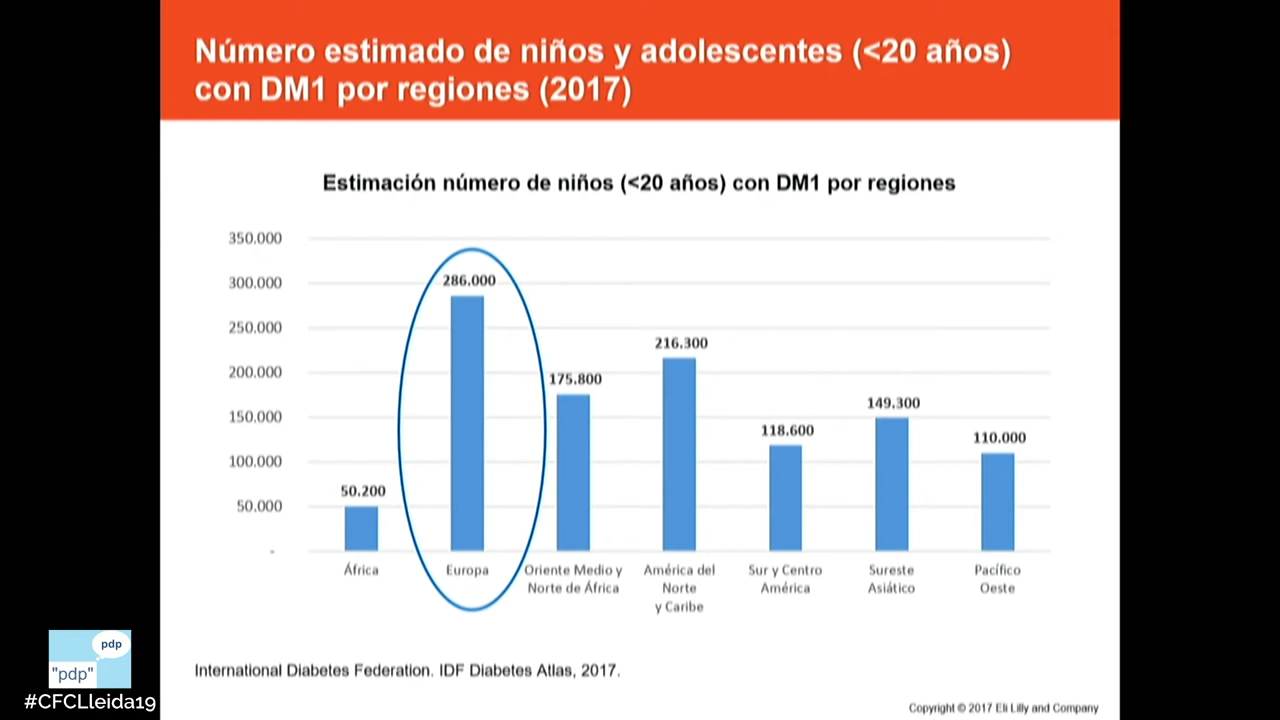 Número estimado de niños y adolescentes (<20 años)
con DM1 por regiones (2017)
Estimación número de niños (<20 años) con DM1 por regiones
350.000
300.000
250.000
200.000
150.000
100.000
50.000
-
50.200
286.000
175.800
216.300
118.600
149.300
110.000
África
Europa
Oriente Medio y
Norte de África
América del
Norte
y Caribe
Sur y Centro
América
Sureste
Asiático
Pacífico
Oeste
International Diabetes Federation. IDF Diabetes Atlas, 2017.
Copyright © 2017 Eli Lilly and Company
pdp
"pdp"
#CFCLleida19